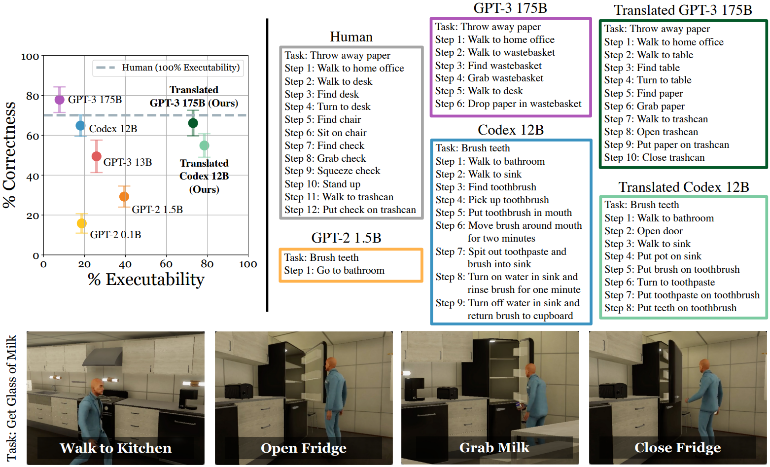 % Correctness
100
80
60
40
20
0
0
20
40
60
80
100
% Executability
Human (100% Executability)
GPT-3 175B
Translated
GPT-3 175B (Ours)
Codex 12B
GPT-3 13B
Translated
Codex 12B
(Ours)
GPT-2 1.5B
GPT-2 0.1B
Human
Task: Throw away paper
Step 1: Walk to home office
Step 2: Walk to desk
Step 3: Find desk
Step 4: Turn to desk
Step 5: Find chair
Step 6: Sit on chair
Step 7: Find check
Step 8: Grab check
Step 9: Squeeze check
Step 10: Stand up
Step 11: Walk to trashcan
Step 12: Put check on trashcan
GPT-2 1.5B
Task: Brush teeth
Step 1: Go to bathroom
GPT-3 175B
Task: Throw away paper
Step 1: Walk to home office
Step 2: Walk to wastebasket
Step 3: Find wastebasket
Step 4: Grab wastebasket
Step 5: Walk to desk
Step 6: Drop paper in wastebasket
Codex 12B
Task: Brush teeth
Step 1: Walk to bathroom
Step 2: Walk to sink
Step 3: Find toothbrush
Step 4: Pick up toothbrush
Step 5: Put toothbrush in mouth
Step 6: Move brush around mouth
for two minutes
Step 7: Spit out toothpaste and
brush into sink
Step 8: Turn on water in sink and
rinse brush for one minute
Step 9: Turn off water in sink and
return brush to cupboard
Translated GPT-3 175B
Task: Throw away paper
Step 1: Walk to home office
Step 2: Walk to table
Step 3: Find table
Step 4: Turn to table
Step 5: Find paper
Step 6: Grab paper
Step 7: Walk to trashcan
Step 8: Open trashcan
Step 9: Put paper on trashcan
Step 10: Close trashcan
Translated Codex 12B
Task: Brush teeth
Step 1: Walk to bathroom
Step 2: Open door
Step 3: Walk to sink
Step 4: Put pot on sink
Step 5: Put brush on toothbrush
Step 6: Turn to toothpaste
Step 7: Put toothpaste on toothbrush
Step 8: Put teeth on toothbrush
Task: Get Glass of Milk
Walk to Kitchen
Open Fridge
Grab Milk
Close Fridge